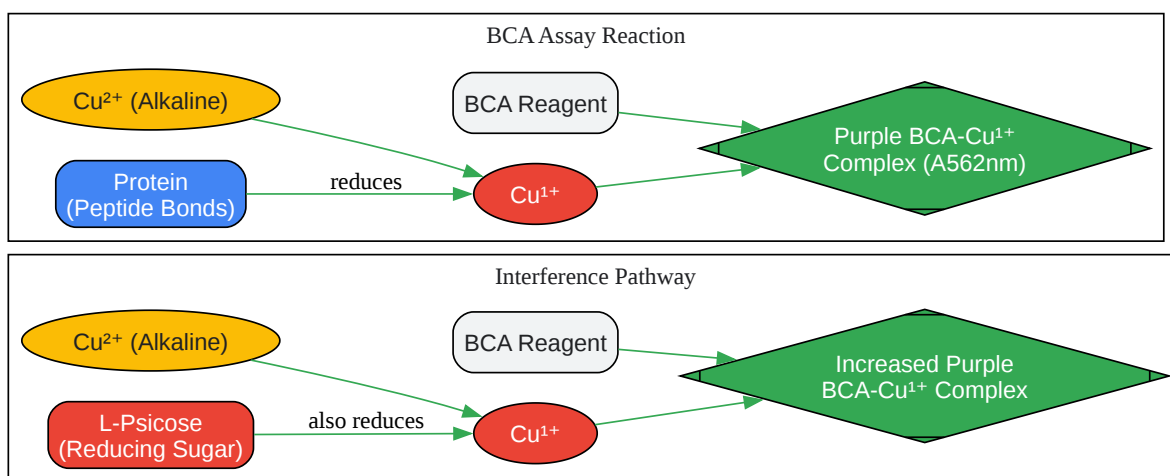 BCA Assay Reaction
Cu²⁺ (Alkaline)
BCA Reagent
Protein
(Peptide Bonds)
reduces
Cu¹⁺
Purple BCA-Cu¹⁺
Complex (A562nm)
Interference Pathway
Cu²⁺ (Alkaline)
BCA Reagent
L-Psicose
(Reducing Sugar)
also reduces
Cu¹⁺
Increased Purple
BCA-Cu¹⁺ Complex